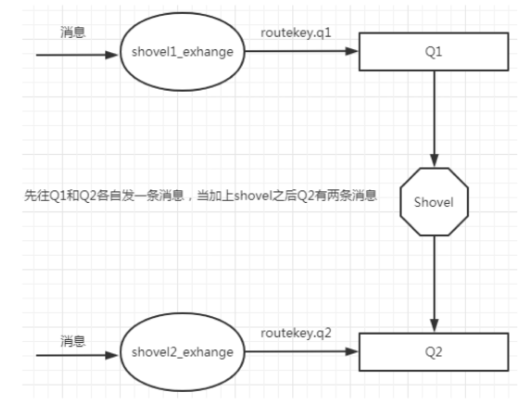 消息
shovel1_exhange
routekey.q1
Q1
先往Q1和Q2各自发一条消息，当加上shovel之后Q2有两条消息
Shovel
消息
shovel2_exhange
routekey.q2
Q2